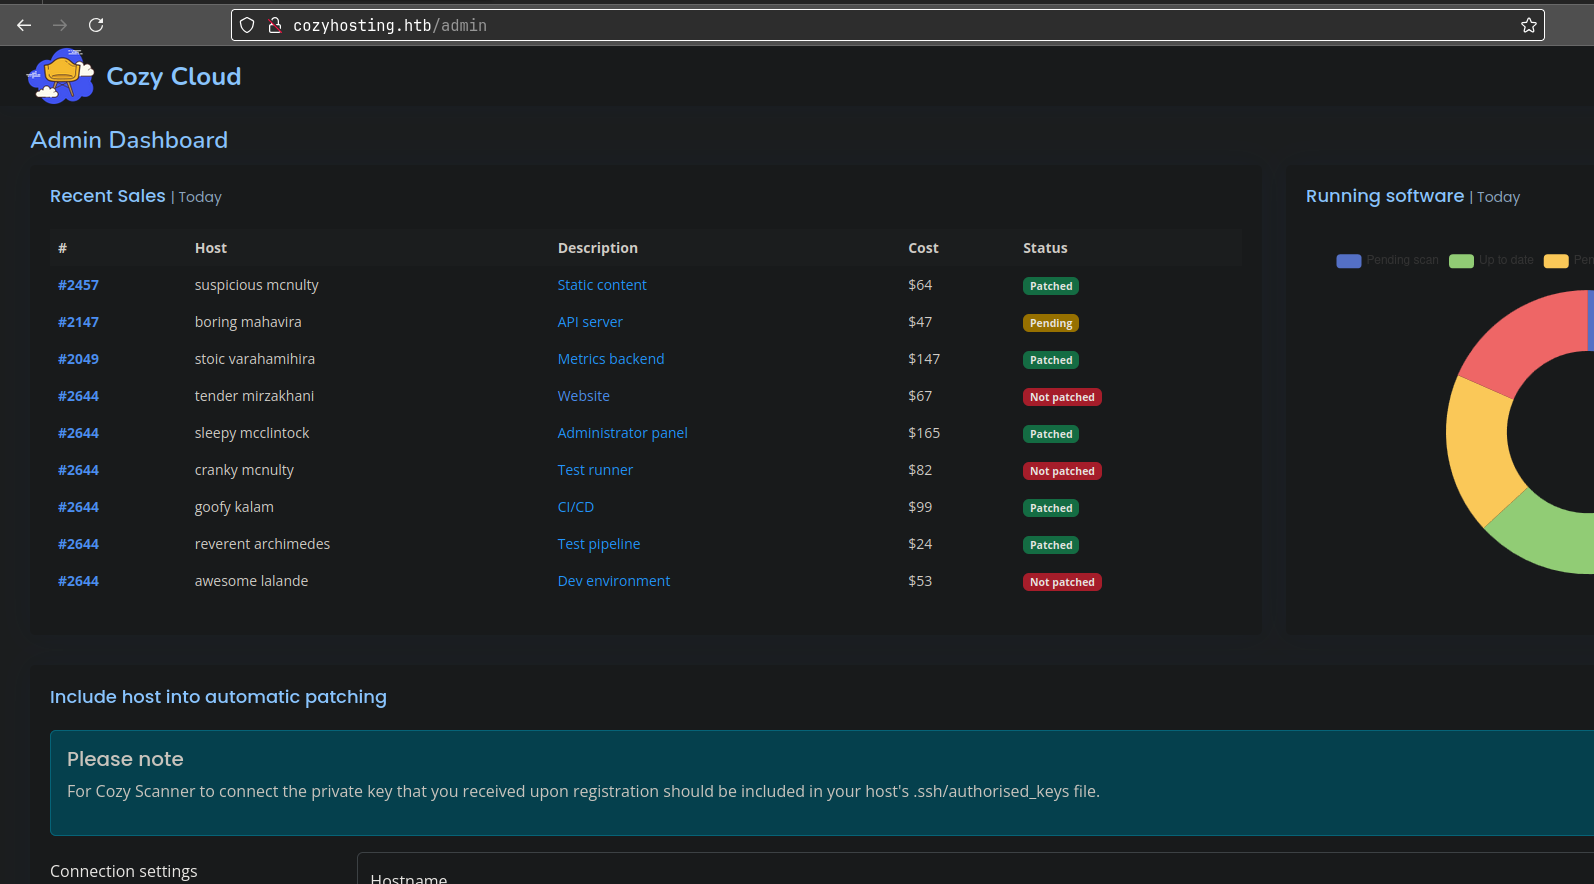 cozyhosting.htb/admin
Cozy Cloud
Admin Dashboard
Recent Sales | Today
# Host Description Cost Status
#2457 suspicious mcnulty Static content $64 Patched
#2147 boring mahavira API server $47 Pending
#2049 stoic varahamihira Metrics backend $147 Patched
#2644 tender mirzakhani Website $67 Not patched
#2644 sleepy mcclintock Administrator panel $165 Patched
#2644 cranky mcnulty Test runner $82 Not patched
#2644 goofy kalam CI/CD $99 Patched
#2644 reverent archimedes Test pipeline $24 Patched
#2644 awesome lalande Dev environment $53 Not patched
Running software | Today
Pending scan Up to date Pen
Include host into automatic patching
Please note
For Cozy Scanner to connect the private key that you received upon registration should be included in your host's .ssh/authorised_keys file.
Connection settings
Hostname